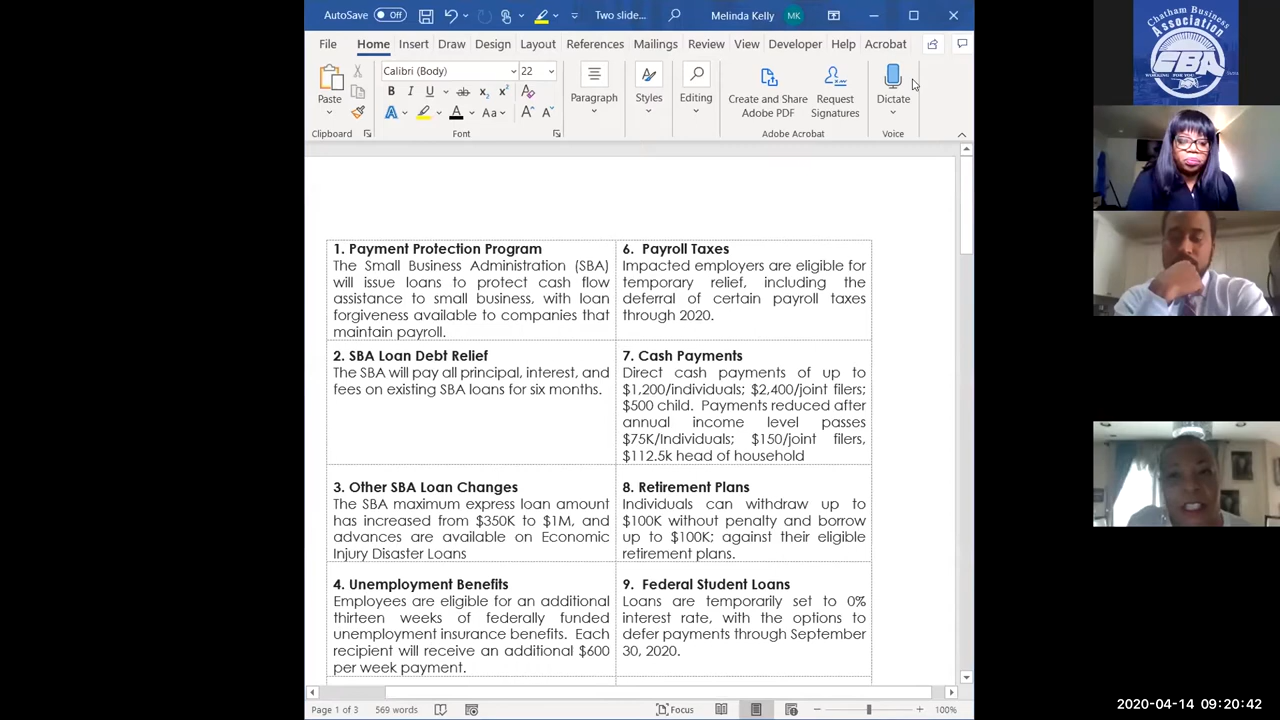 AutoSave Off Two slide... Melinda Kelly MK
File Home Insert Draw Design Layout References Mailings Review View Developer Help Acrobat
Calibri (Body) 22
B I U ab x₂ x²
A A Aa A A
Paste
Paragraph
Styles
Editing
Create and Share
Adobe PDF
Request
Signatures
Dictate
Clipboard Font Adobe Acrobat Voice
1. Payment Protection Program
The Small Business Administration (SBA)
will issue loans to protect cash flow
assistance to small business, with loan
forgiveness available to companies that
maintain payroll.
6. Payroll Taxes
Impacted employers are eligible for
temporary relief, including the
deferral of certain payroll taxes
through 2020.
2. SBA Loan Debt Relief
The SBA will pay all principal, interest, and
fees on existing SBA loans for six months.
7. Cash Payments
Direct cash payments of up to
$1,200/individuals; $2,400/joint filers;
$500 child. Payments reduced after
annual income level passes
$75K/Individuals; $150/joint filers,
$112.5k head of household
3. Other SBA Loan Changes
The SBA maximum express loan amount
has increased from $350K to $1M, and
advances are available on Economic
Injury Disaster Loans
8. Retirement Plans
Individuals can withdraw up to
$100K without penalty and borrow
up to $100K; against their eligible
retirement plans.
4. Unemployment Benefits
Employees are eligible for an additional
thirteen weeks of federally funded
unemployment insurance benefits. Each
recipient will receive an additional $600
per week payment.
9. Federal Student Loans
Loans are temporarily set to 0%
interest rate, with the options to
defer payments through September
30, 2020.
Page 1 of 3 569 words Focus 100%
Chatham Business
Association
CBA
WORKING FOR YOU
2020-04-14 09:20:42